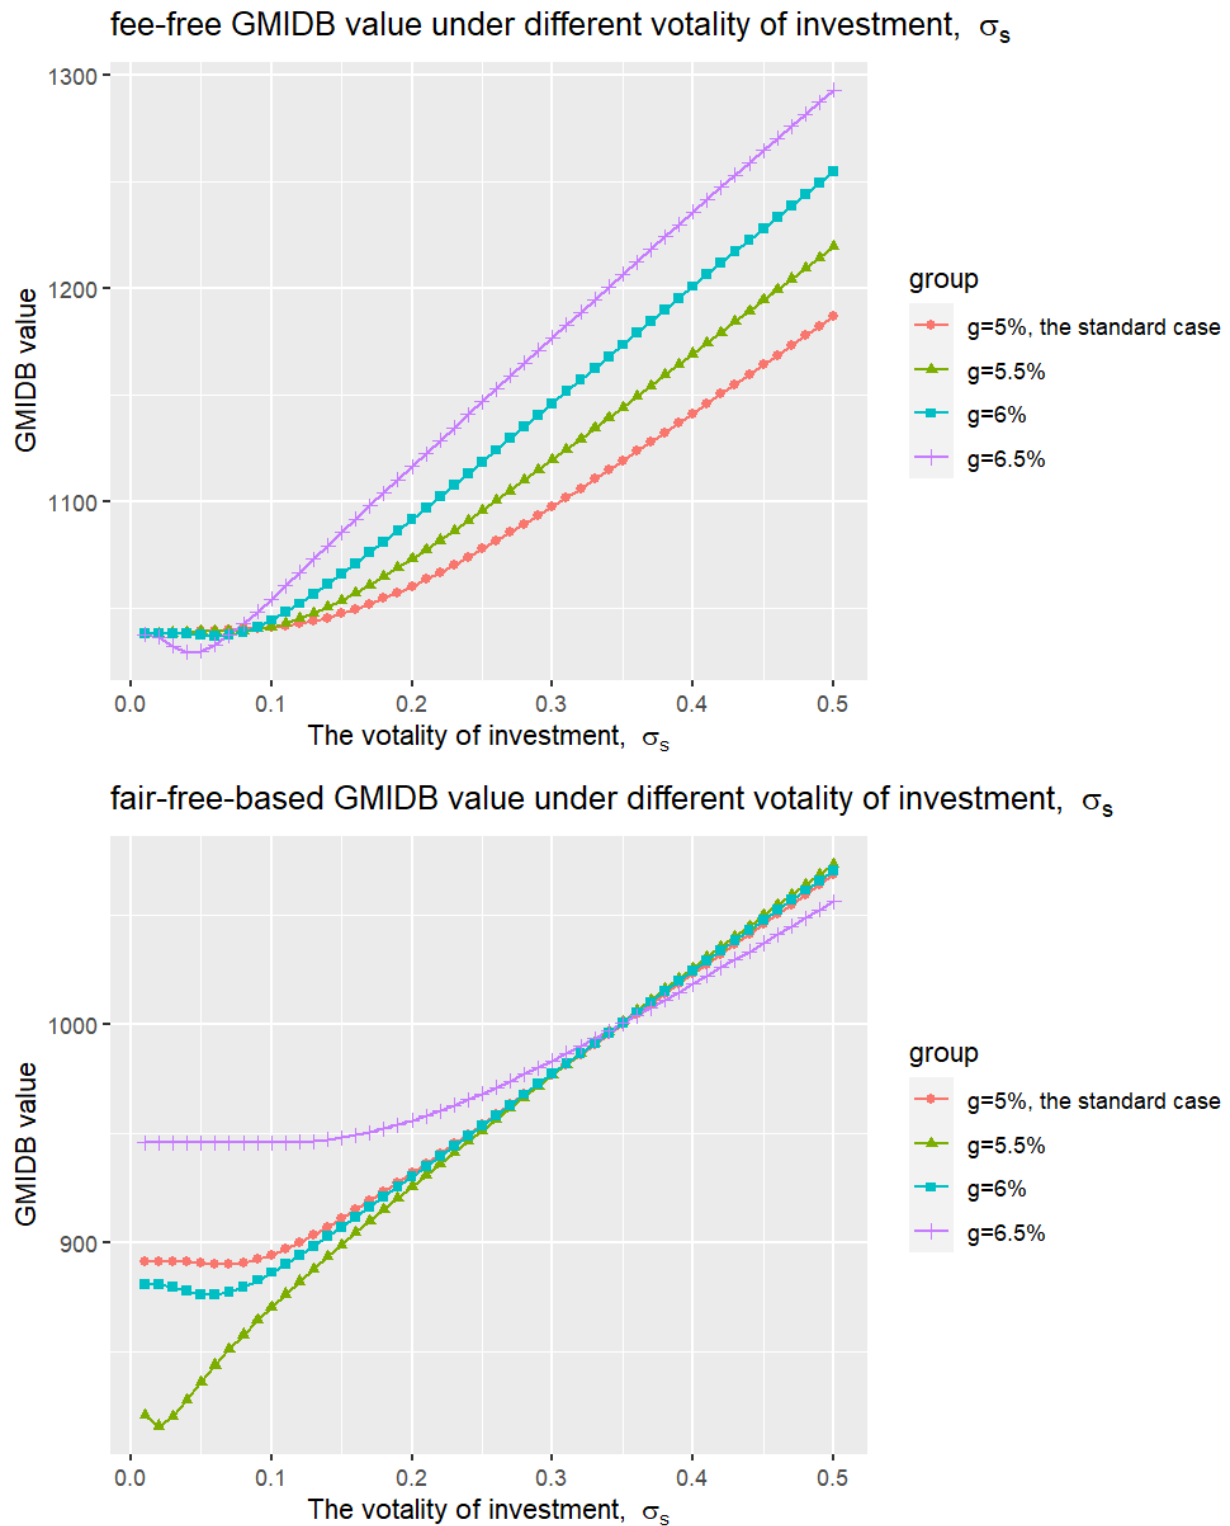 fee-free GMIDB value under different votality of investment, σs
1300
1200
1100
GMIDB value
0.0 0.1 0.2 0.3 0.4 0.5
The votality of investment, σs
group
g=5%, the standard case
g=5.5%
g=6%
g=6.5%
fair-free-based GMIDB value under different votality of investment, σs
1000
900
GMIDB value
0.0 0.1 0.2 0.3 0.4 0.5
The votality of investment, σs
group
g=5%, the standard case
g=5.5%
g=6%
g=6.5%